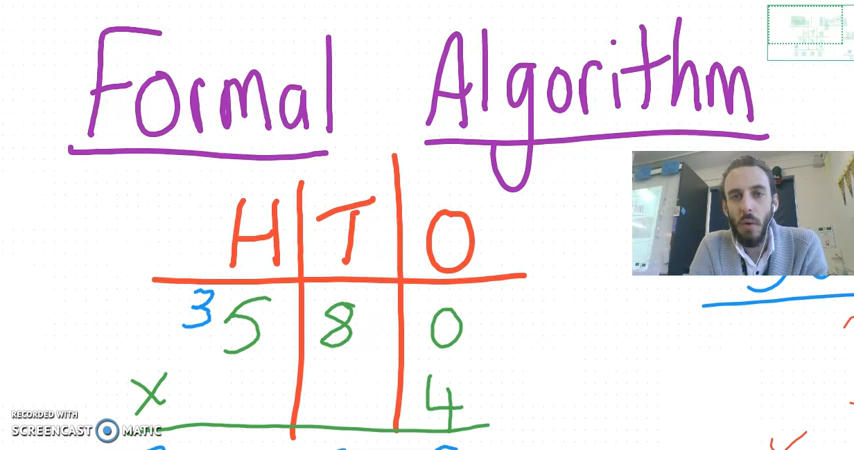 Formal Algorithm
H T O
3 5 8 0
x 4
RECORDED WITH
SCREENCAST MATIC